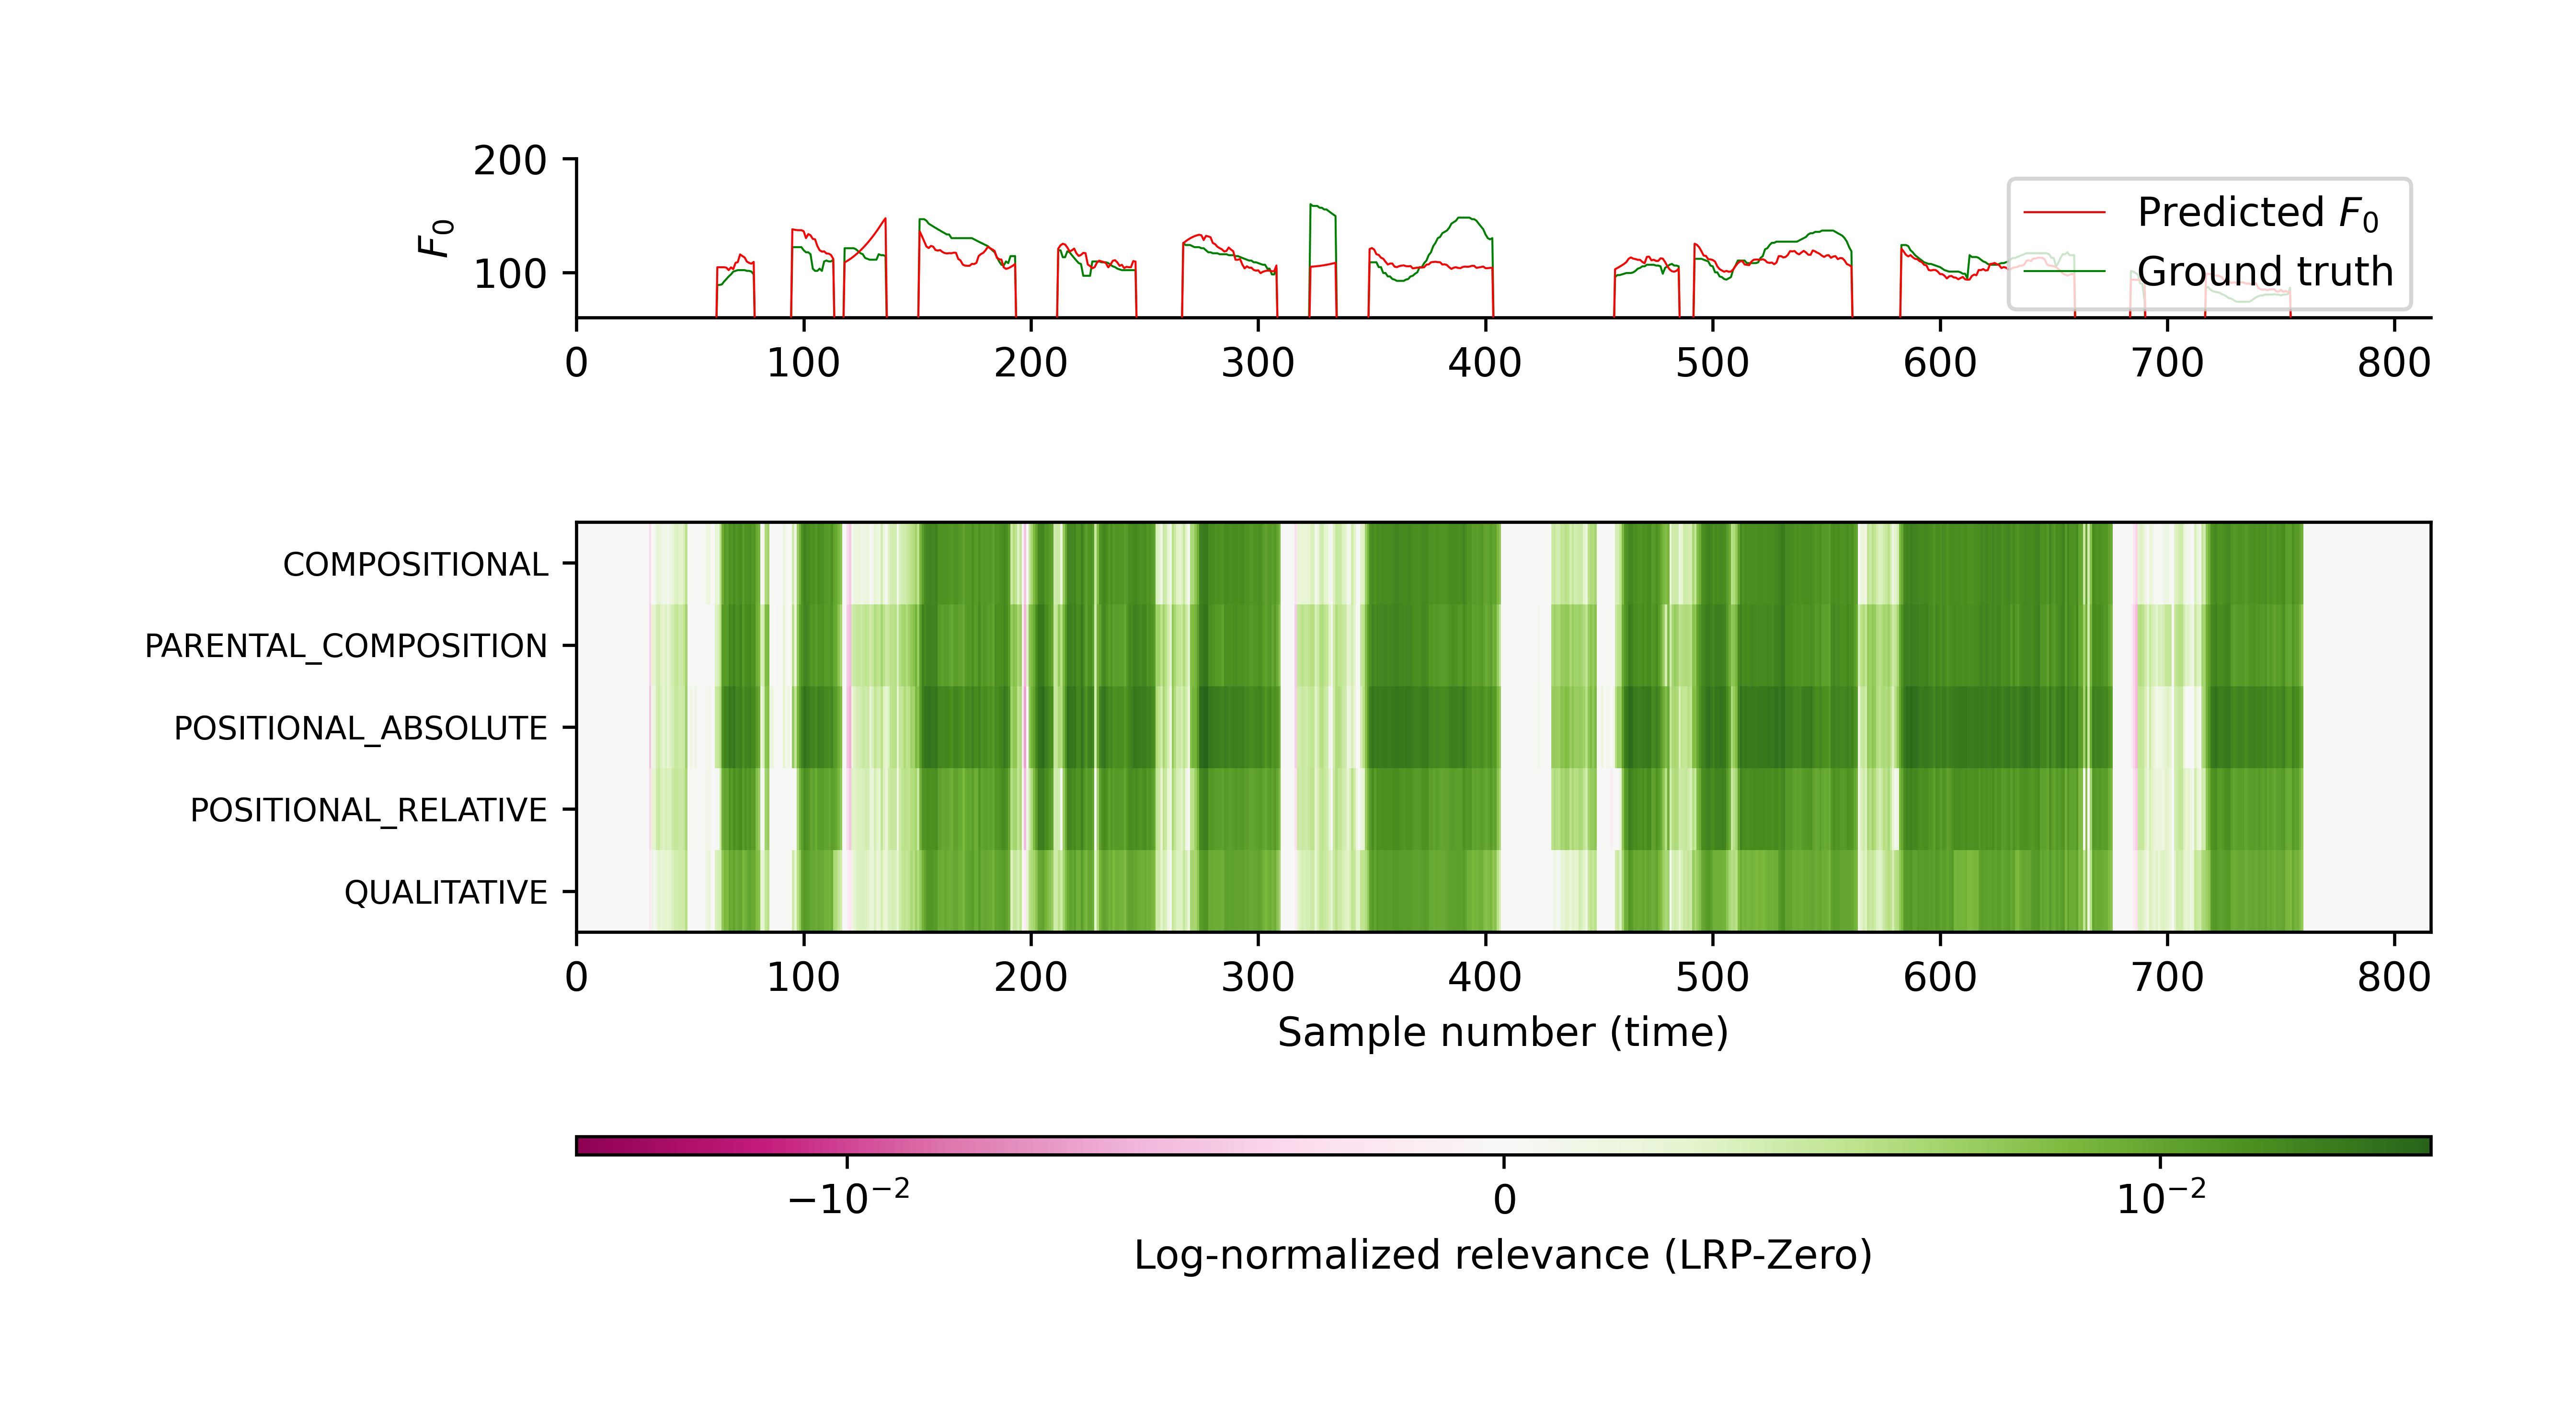 200
100
F0
Predicted F0
Ground truth
0 100 200 300 400 500 600 700 800
COMPOSITIONAL
PARENTAL_COMPOSITION
POSITIONAL_ABSOLUTE
POSITIONAL_RELATIVE
QUALITATIVE
0 100 200 300 400 500 600 700 800
Sample number (time)
−10⁻² 0 10⁻²
Log-normalized relevance (LRP-Zero)